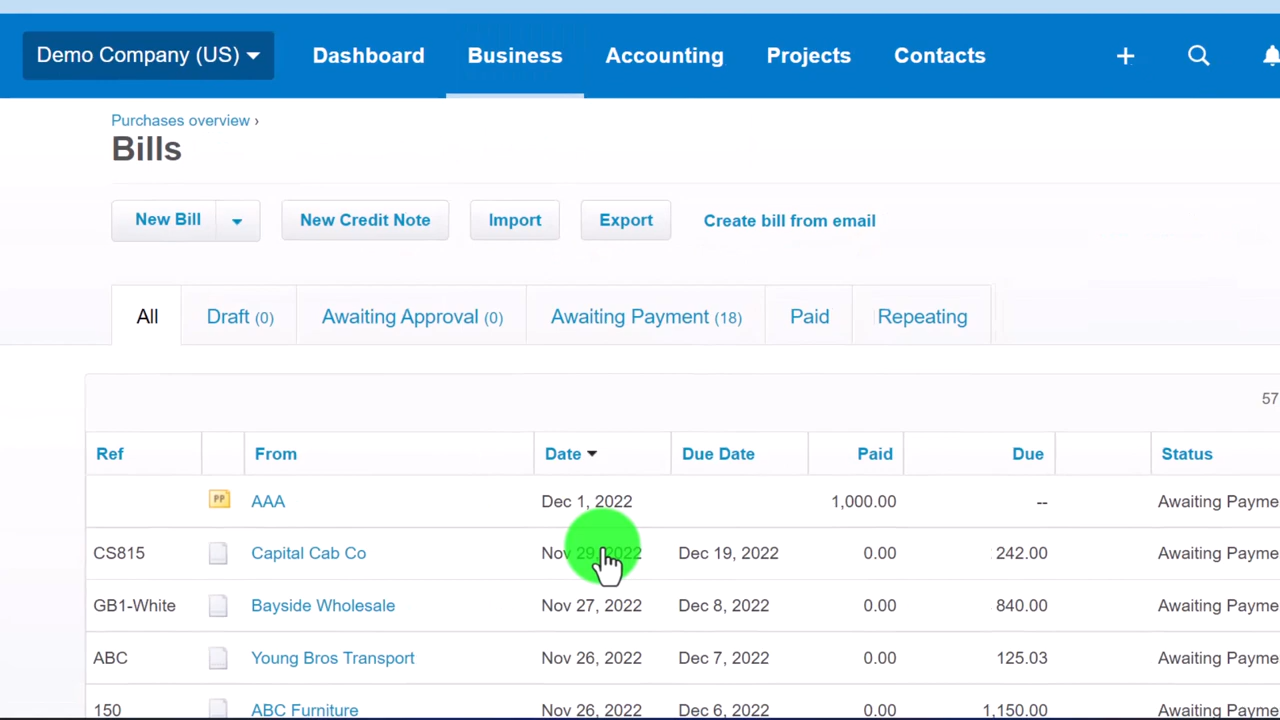 Demo Company (US) Dashboard Business Accounting Projects Contacts
Purchases overview ›
Bills
New Bill New Credit Note Import Export Create bill from email
All Draft (0) Awaiting Approval (0) Awaiting Payment (18) Paid Repeating
57
Ref From Date Due Date Paid Due Status
PP AAA Dec 1, 2022 1,000.00 -- Awaiting Payme
CS815 Capital Cab Co Nov 29, 2022 Dec 19, 2022 0.00 242.00 Awaiting Payme
GB1-White Bayside Wholesale Nov 27, 2022 Dec 8, 2022 0.00 840.00 Awaiting Payme
ABC Young Bros Transport Nov 26, 2022 Dec 7, 2022 0.00 125.03 Awaiting Payme
150 ABC Furniture Nov 26, 2022 Dec 6, 2022 0.00 1,150.00 Awaiting Payme